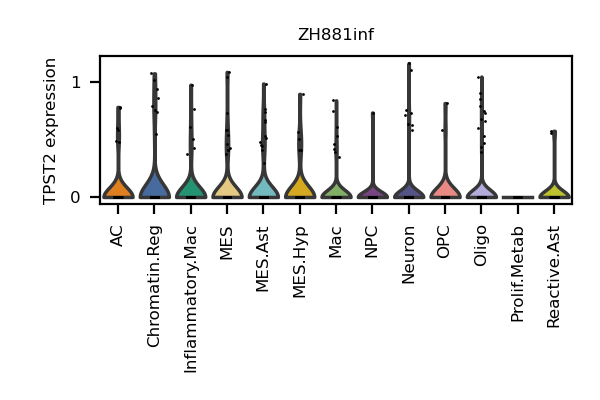 ZH881inf
TPST2 expression
1
0
AC
Chromatin.Reg
Inflammatory.Mac
MES
MES.Ast
MES.Hyp
Mac
NPC
Neuron
OPC
Oligo
Prolif.Metab
Reactive.Ast